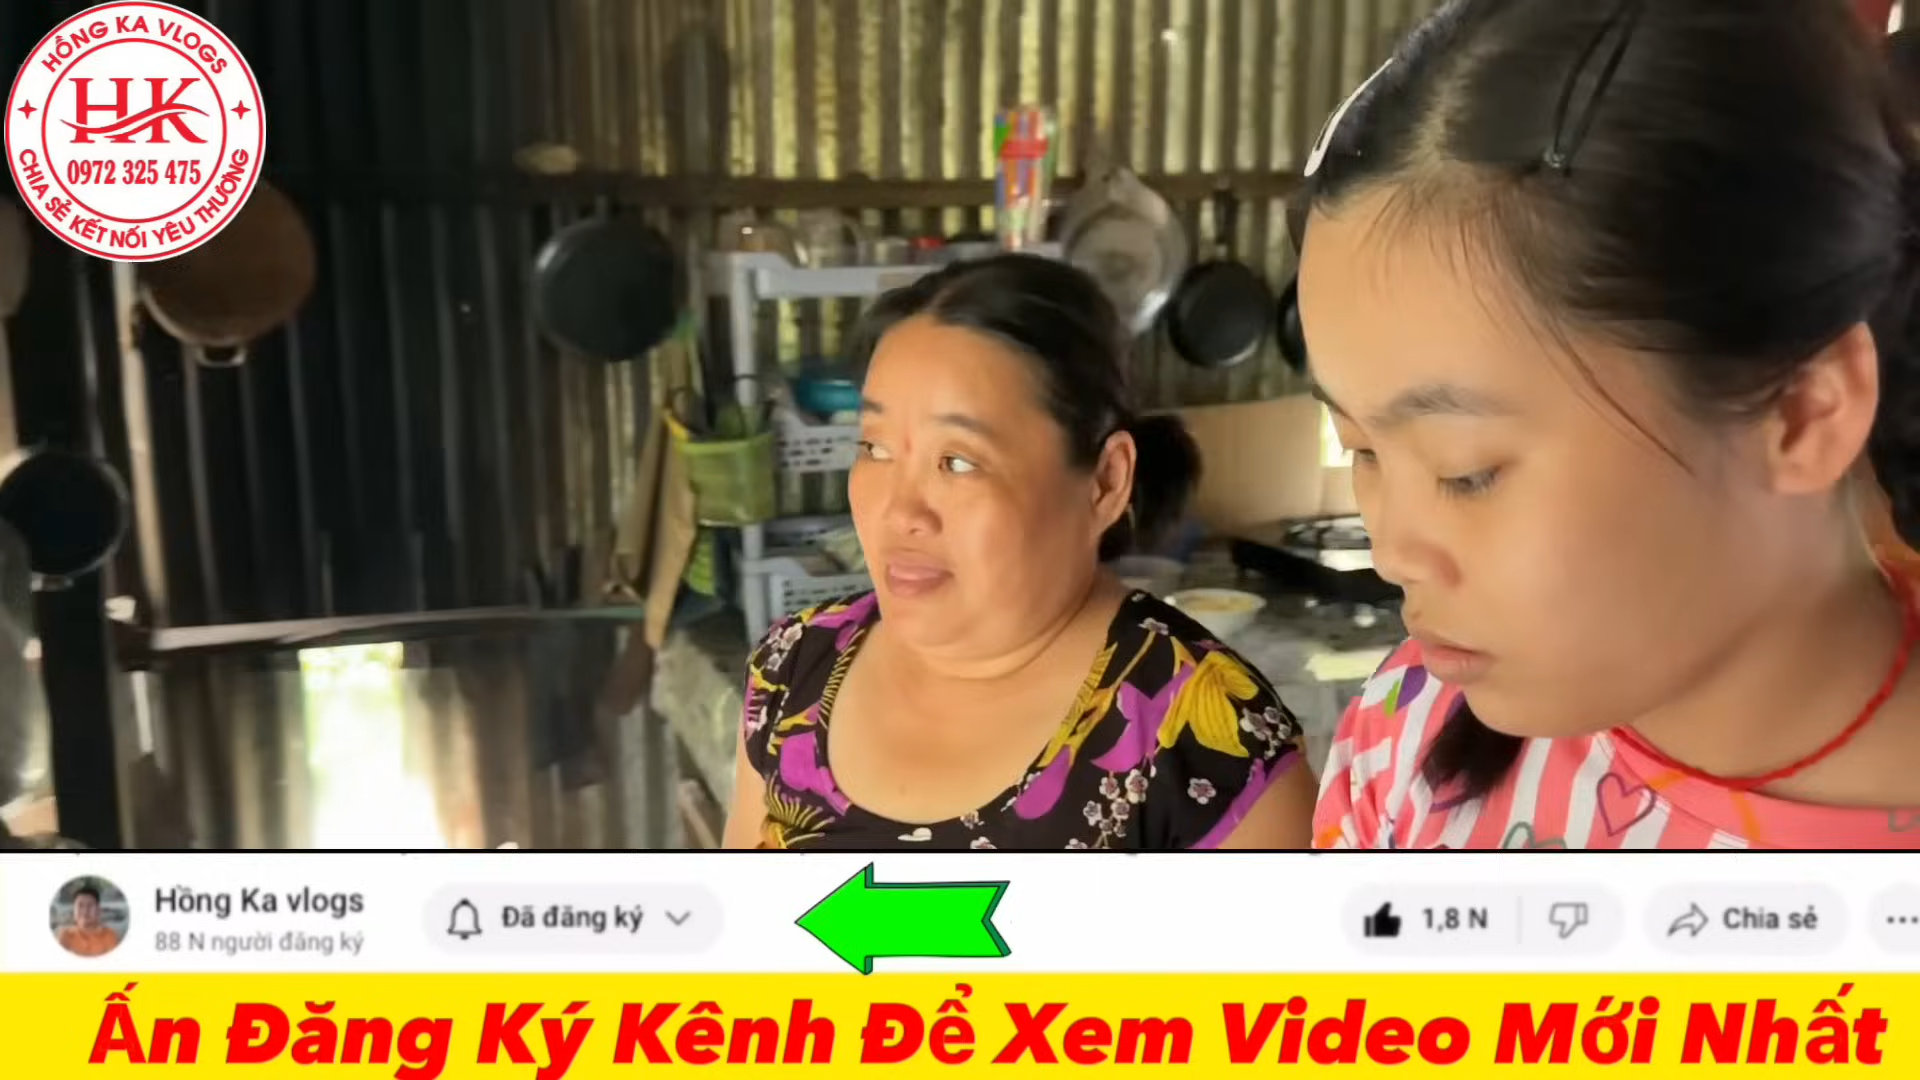 HỒNG KA VLOGS
HK
0972 325 475
CHIA SẺ KẾT NỐI YÊU THƯƠNG
Hồng Ka vlogs
88 N người đăng ký
Đã đăng ký
1,8 N
Chia sẻ
Ấn Đăng Ký Kênh Để Xem Video Mới Nhất